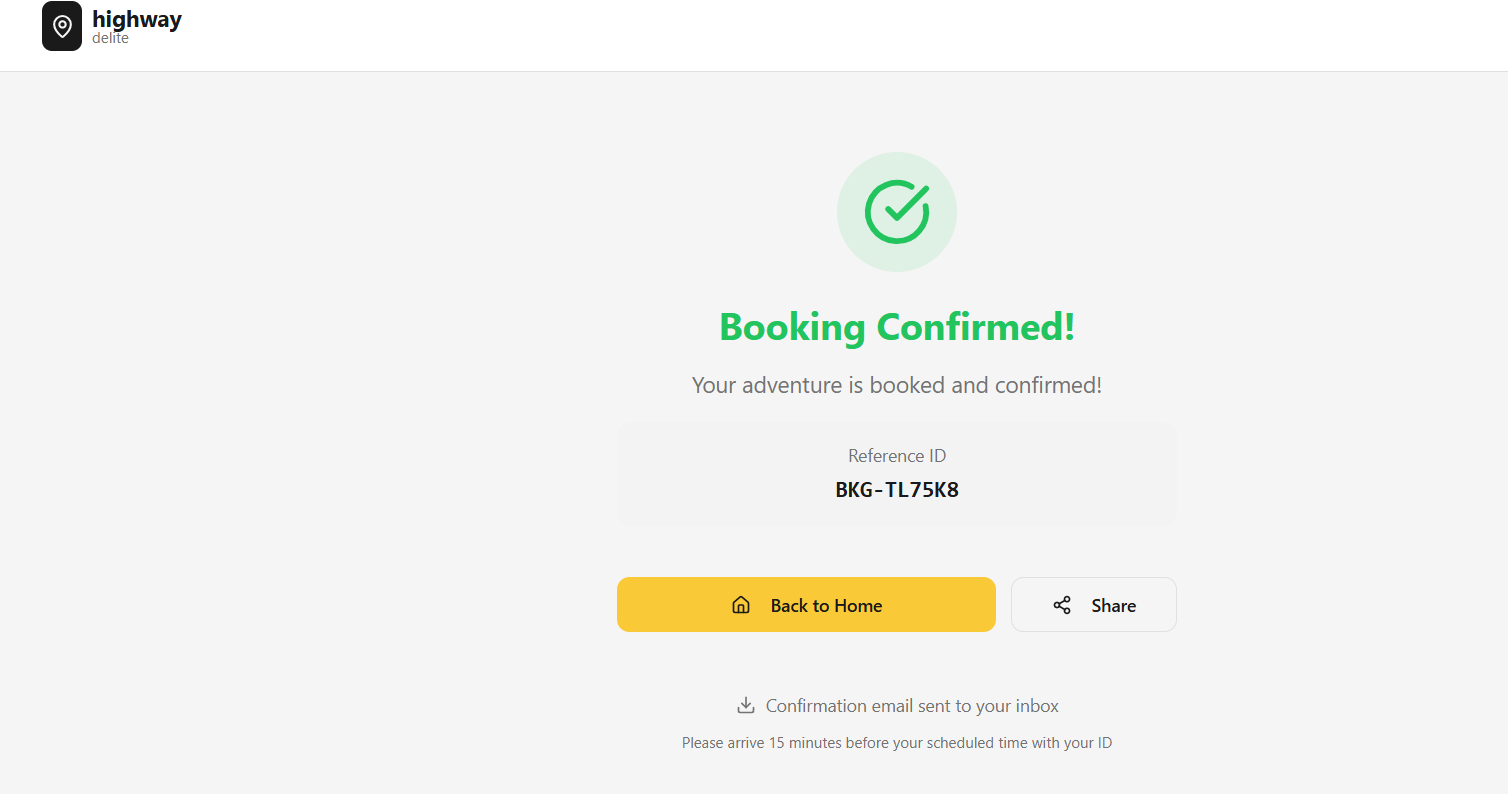 highway
delite
Booking Confirmed!
Your adventure is booked and confirmed!
Reference ID
BKG-TL75K8
Back to Home
Share
Confirmation email sent to your inbox
Please arrive 15 minutes before your scheduled time with your ID